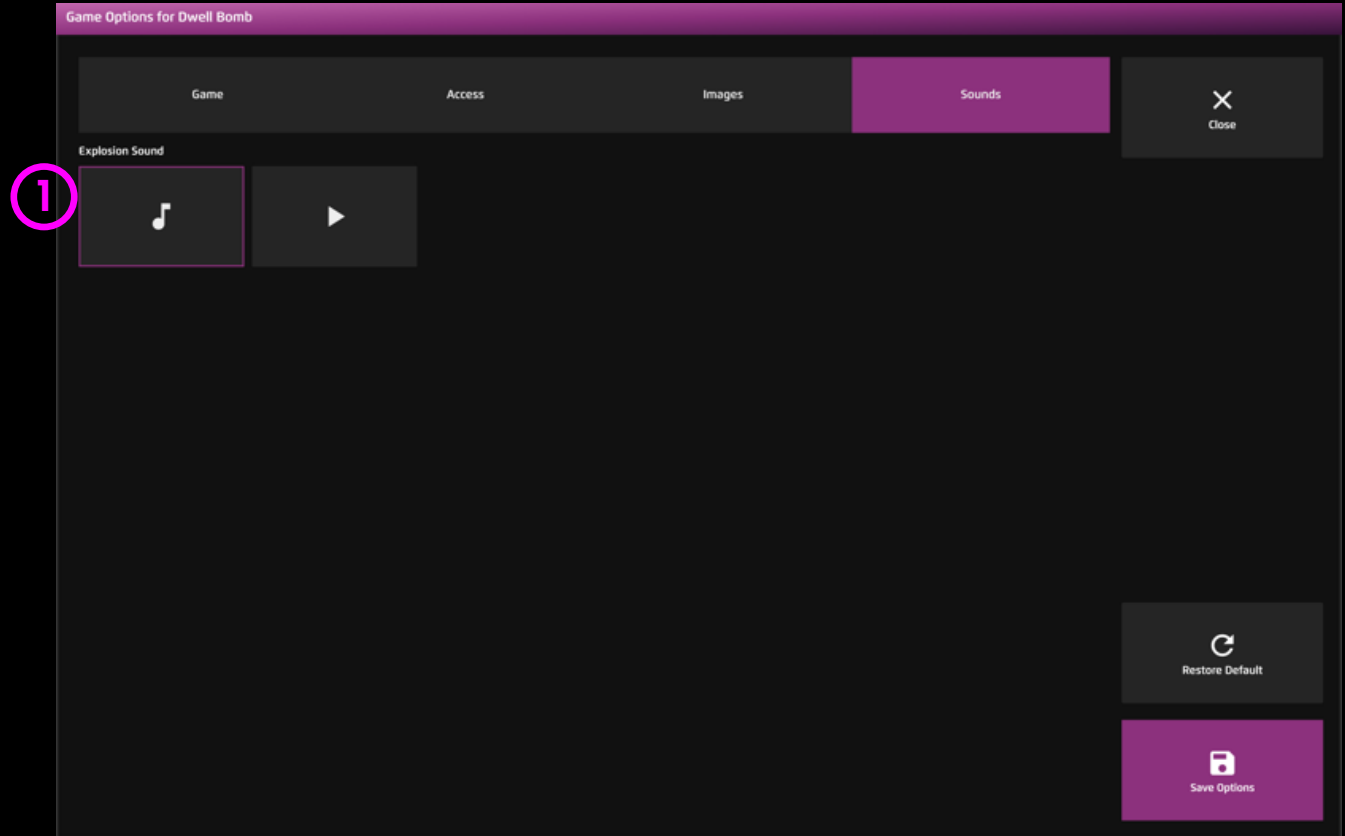 Game Options for Dwell Bomb
Game
Access
Images
Sounds
Close
Explosion Sound
1
Restore Default
Save Options